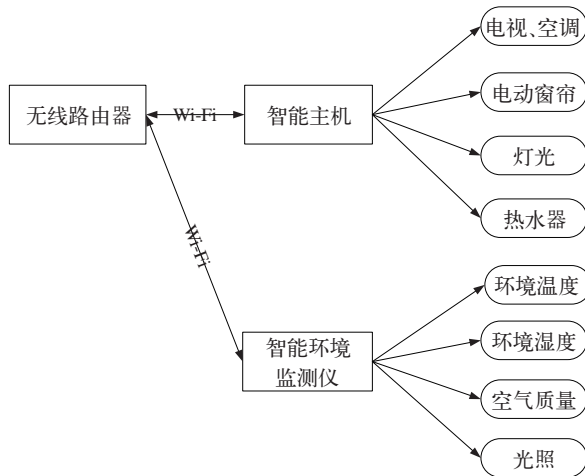 电视、空调
无线路由器
Wi-Fi
智能主机
电动窗帘
灯光
热水器
Wi-Fi
智能环境
监测仪
环境温度
环境湿度
空气质量
光照